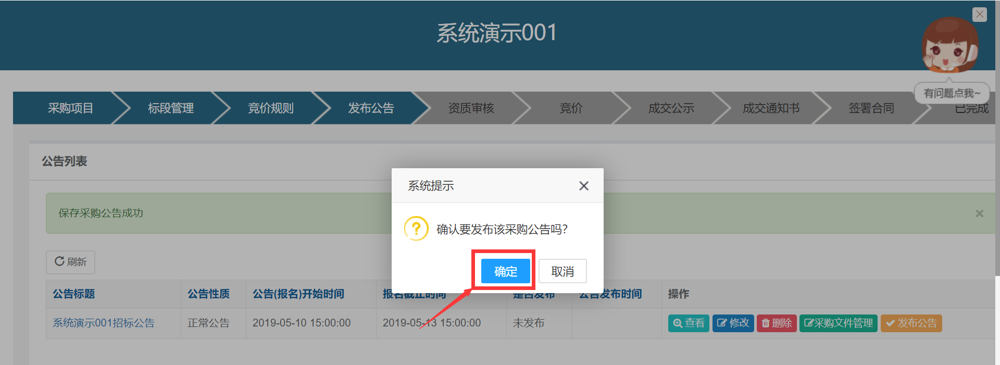 系统演示001
有问题点我~
采购项目 标段管理 竞价规则 发布公告 资质审核 竞价 成交公示 成交通知书 签署合同 已完成
公告列表
保存采购公告成功
系统提示
确认要发布该采购公告吗?
确定 取消
刷新
公告标题 公告性质 公告(报名)开始时间 报名截止时间 是否发布 公告发布时间 操作
系统演示001招标公告 正常公告 2019-05-10 15:00:00 2019-05-13 15:00:00 未发布 查看 修改 删除 采购文件管理 发布公告